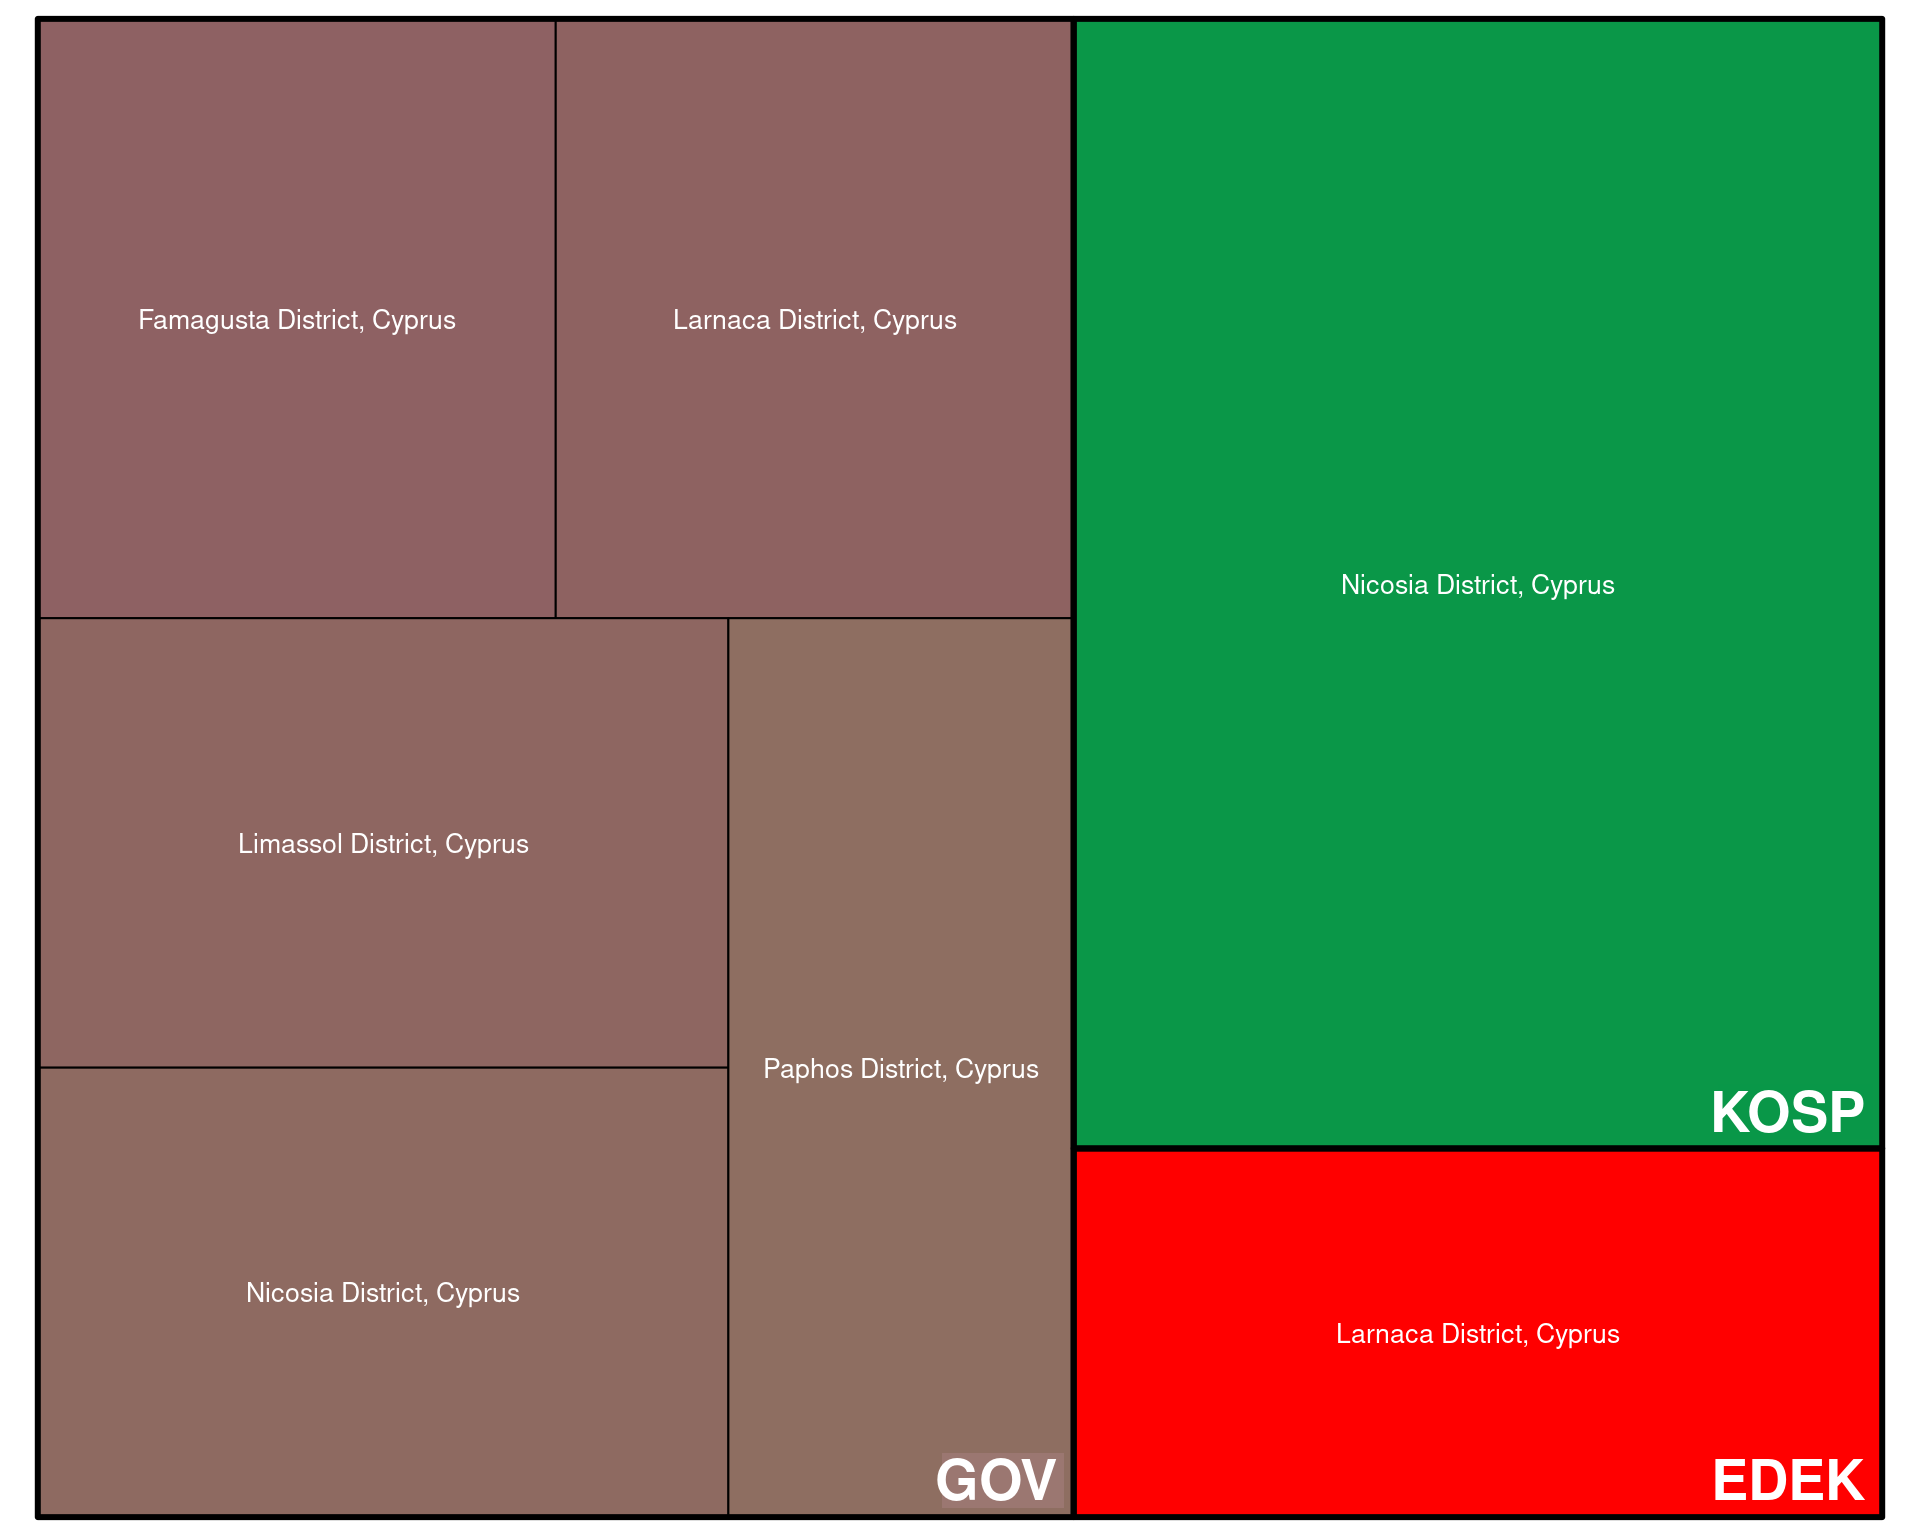 Famagusta District, Cyprus
Larnaca District, Cyprus
Limassol District, Cyprus
Nicosia District, Cyprus
Paphos District, Cyprus
GOV
Nicosia District, Cyprus
KOSP
Larnaca District, Cyprus
EDEK